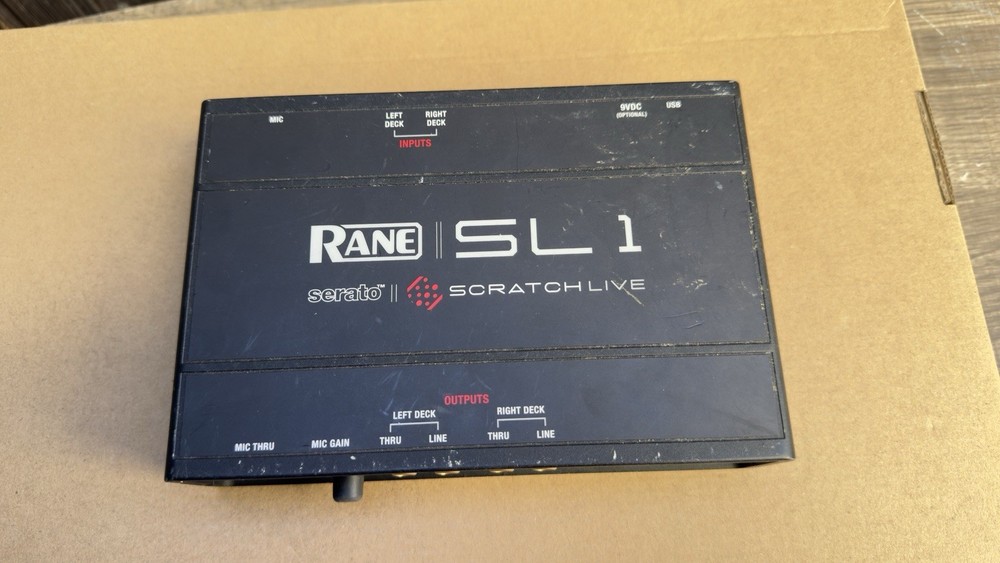 MIC
LEFT DECK
RIGHT DECK
INPUTS
9VDC
(OPTIONAL)
USB
RANE SL 1
serato™ SCRATCH LIVE
OUTPUTS
LEFT DECK
RIGHT DECK
MIC THRU
MIC GAIN
THRU
LINE
THRU
LINE